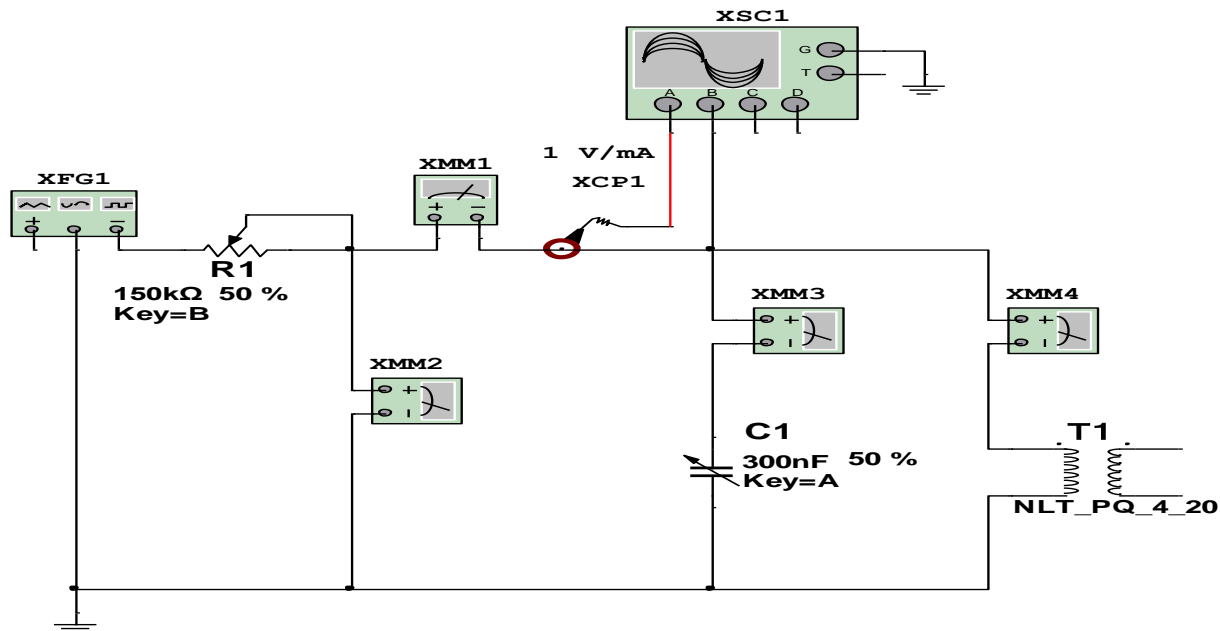 XSC1
G
T
A B C D
1 V/mA
XCP1
XMM1
+ −
XFG1
+ −
R1
150kΩ 50 %
Key=B
XMM2
+
−
XMM3
+
−
XMM4
+
−
C1
300nF 50 %
Key=A
T1
NLT_PQ_4_20